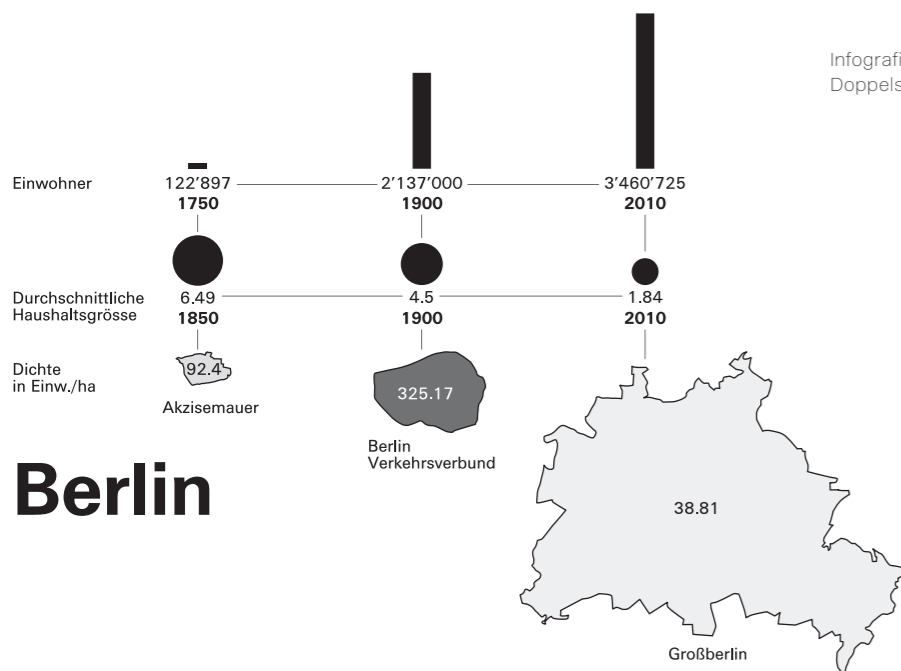 Infografi
Doppels
Einwohner
122’897
2’137’000
3’460’725
1750
1900
2010
Durchschnittliche
Haushaltsgrösse
6.49
4.5
1.84
1850
1900
2010
Dichte
in Einw./ha
92.4
325.17
38.81
Akzisemauer
Berlin
Verkehrsverbund
Großberlin
Berlin